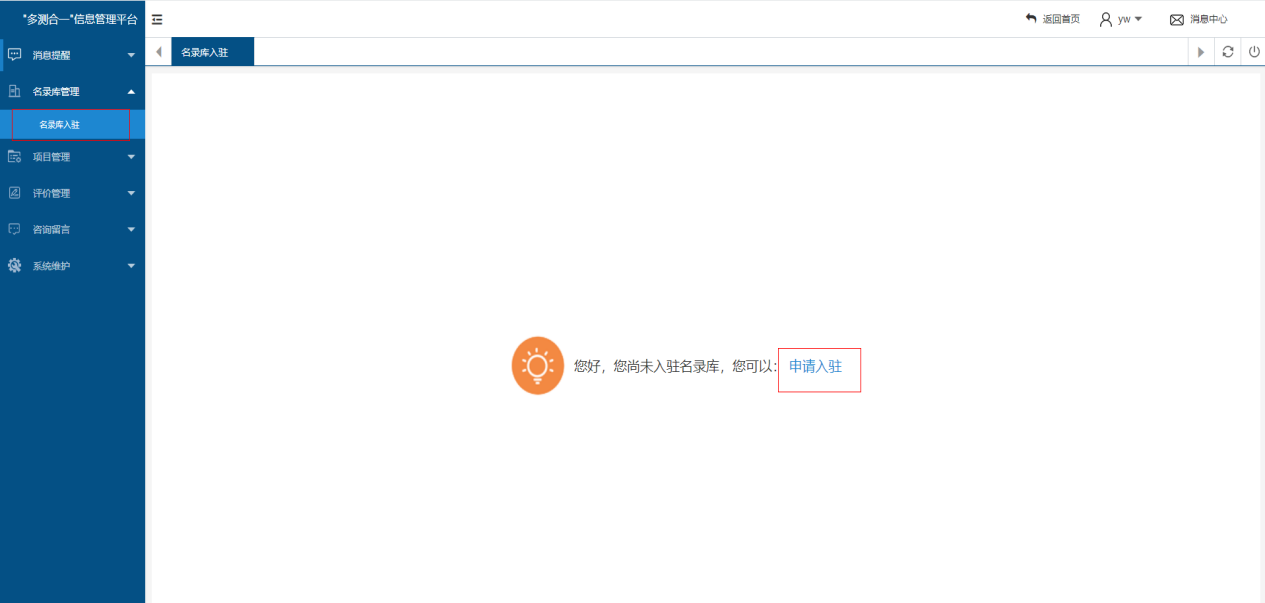 "多测合一"信息管理平台
返回首页
yw
消息中心
消息提醒
名录库入驻
名录库管理
名录库入驻
项目管理
评价管理
咨询留言
系统维护
您好，您尚未入驻名录库，您可以：申请入驻